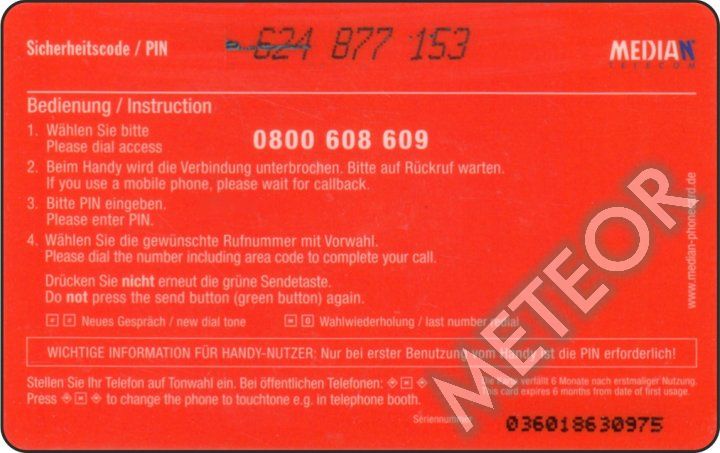 Sicherheitscode / PIN
624 877 153
MEDIAN
TELECOM
Bedienung / Instruction
1. Wählen Sie bitte
Please dial access
0800 608 609
2. Beim Handy wird die Verbindung unterbrochen. Bitte auf Rückruf warten.
If you use a mobile phone, please wait for callback.
3. Bitte PIN eingeben.
Please enter PIN.
4. Wählen Sie die gewünschte Rufnummer mit Vorwahl.
Please dial the number including area code to complete your call.
Drücken Sie nicht erneut die grüne Sendetaste.
Do not press the send button (green button) again.
Neues Gespräch / new dial tone
Wahlwiederholung / last number redial
WICHTIGE INFORMATION FÜR HANDY-NUTZER: Nur bei erster Benutzung vom Handy ist die PIN erforderlich!
Stellen Sie Ihr Telefon auf Tonwahl ein. Bei öffentlichen Telefonen:
Press to change the phone to touchtone e.g. in telephone booth.
Die Karte verfällt 6 Monate nach erstmaliger Nutzung.
This card expires 6 months from date of first usage.
Seriennummer:
036018630975
www.median-phonecard.de
METEOR